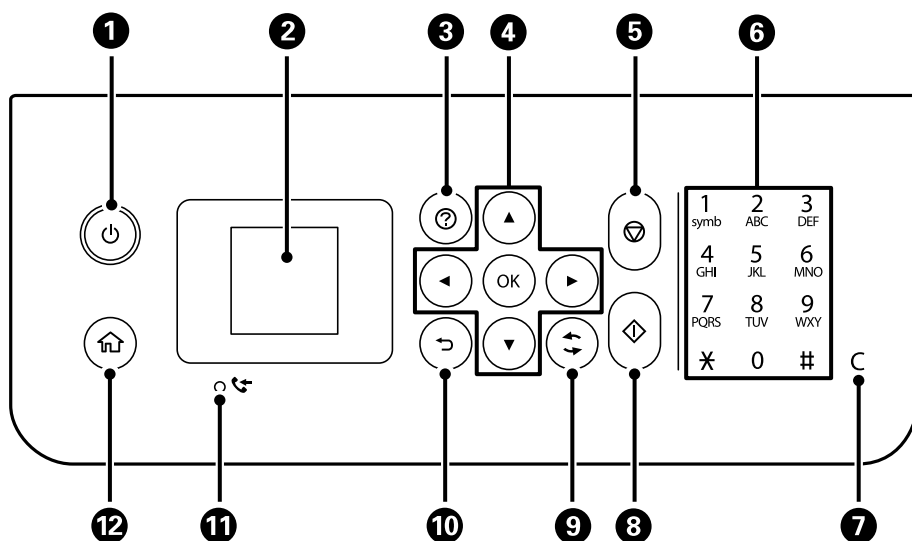 1 2 3 4 5 6
1 2 3
symb ABC DEF
4 5 6
GHI JKL MNO
OK
7 8 9
PQRS TUV WXY
* 0 #
C
12 11 10 9 8 7